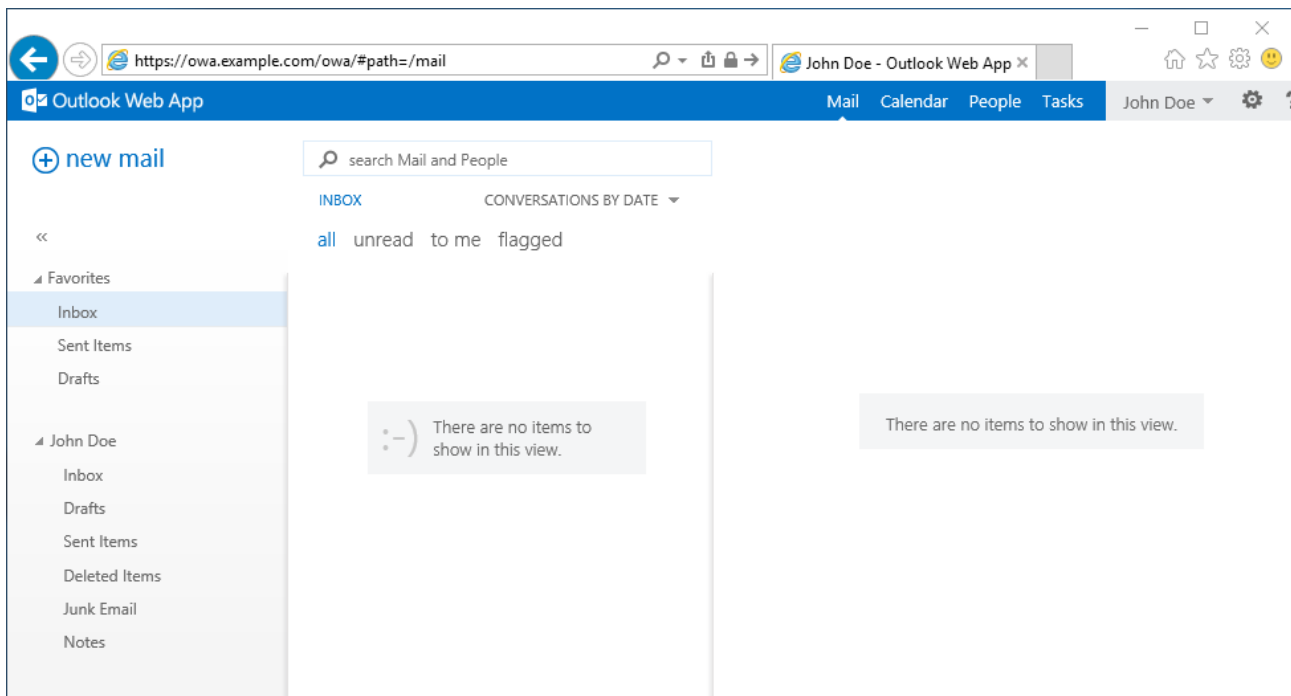 https://owa.example.com/owa/#path=/mail
John Doe - Outlook Web App
Outlook Web App
Mail Calendar People Tasks John Doe
new mail
search Mail and People
INBOX CONVERSATIONS BY DATE
all unread to me flagged
«
Favorites
Inbox
Sent Items
Drafts
John Doe
Inbox
Drafts
Sent Items
Deleted Items
Junk Email
Notes
:-)
There are no items to
show in this view.
There are no items to show in this view.